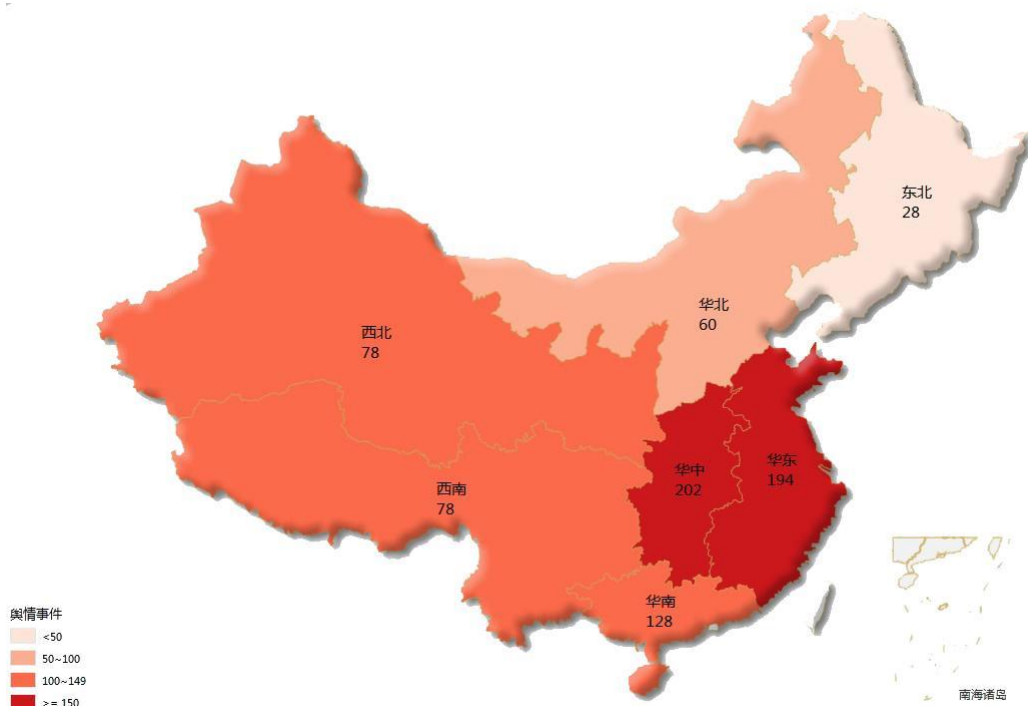 东北
28
华北
60
西北
78
华东
194
华中
202
西南
78
华南
128
舆情事件
<50
50~100
100~149
>= 150
南海诸岛